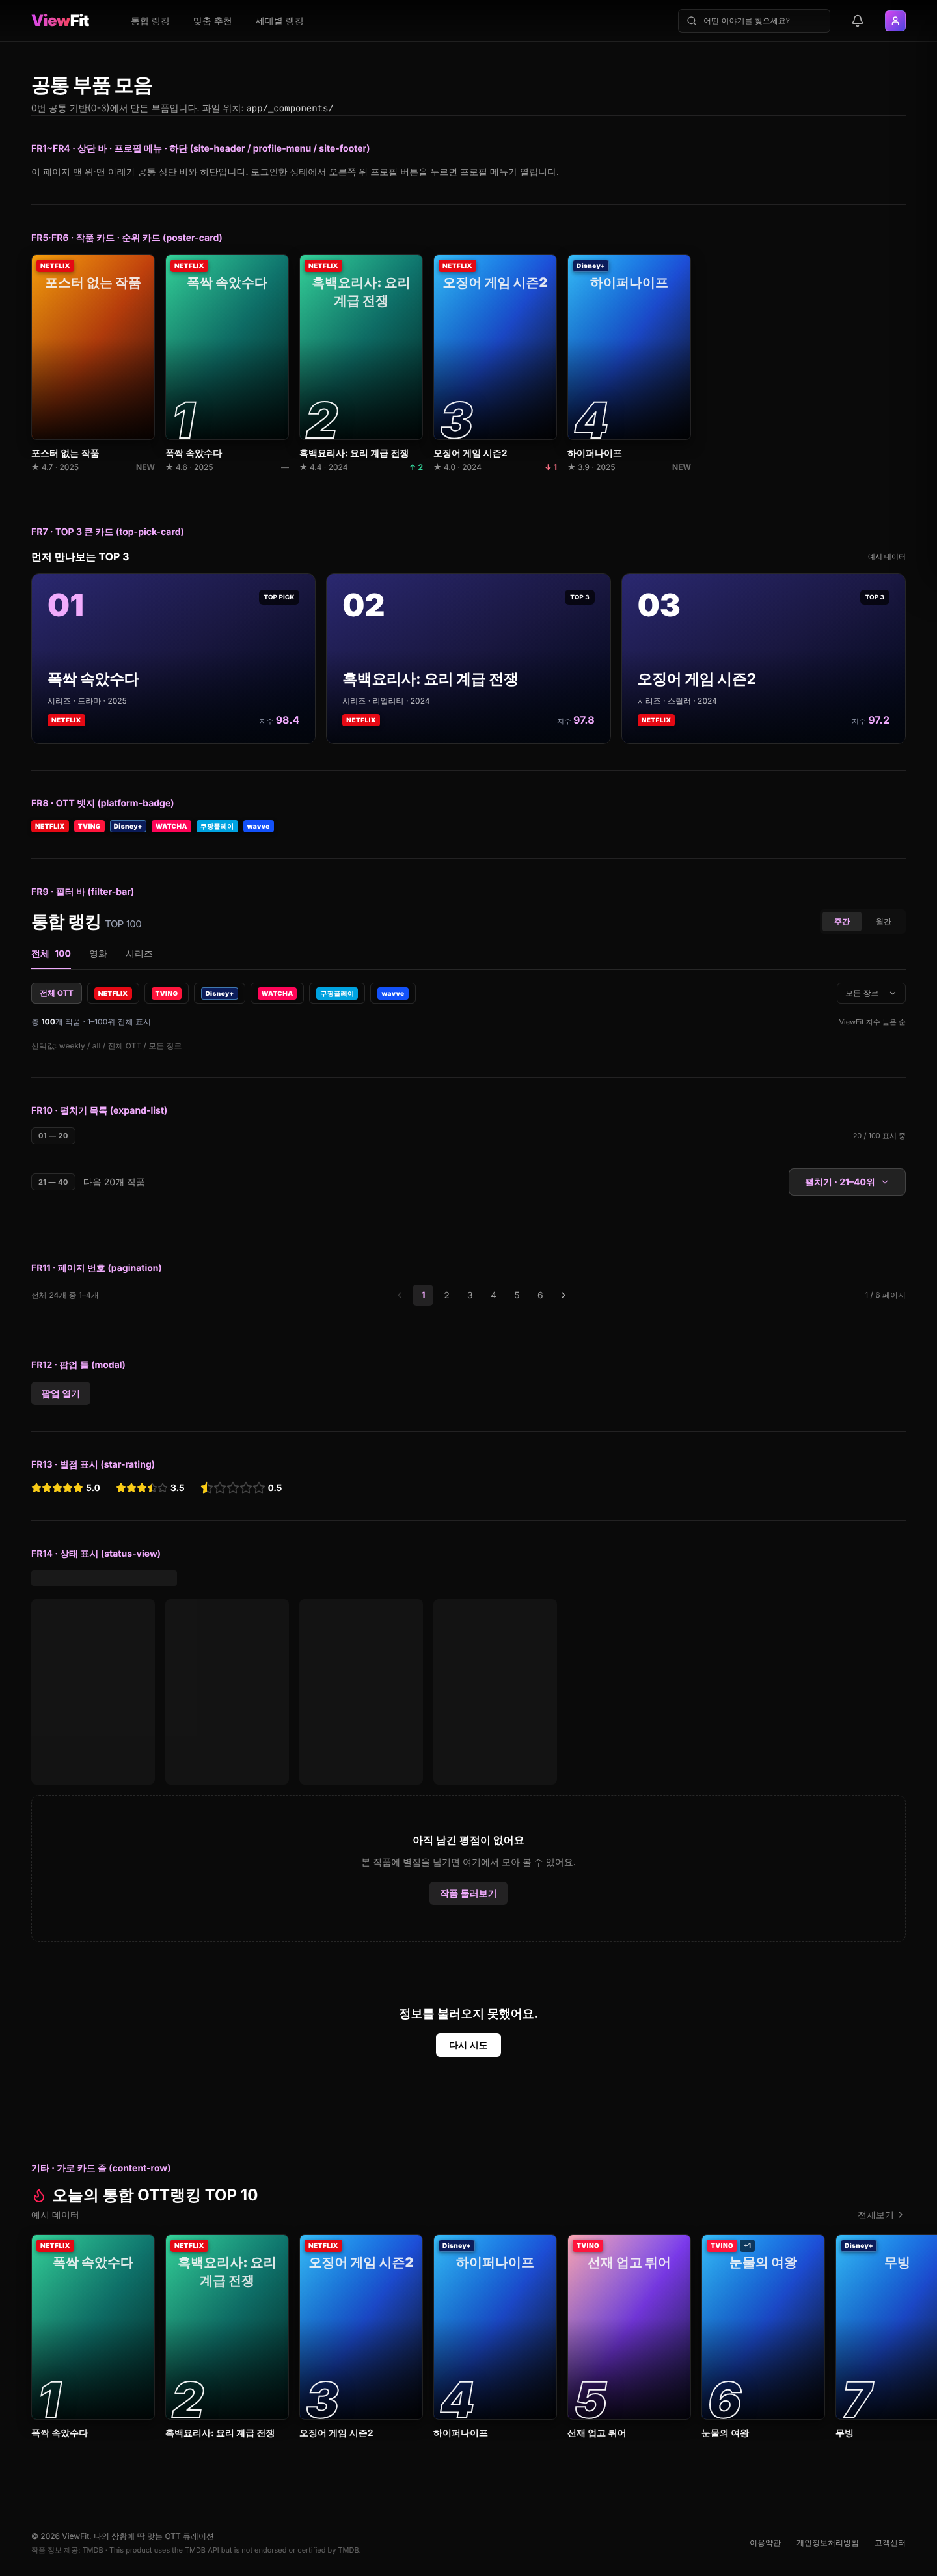 ViewFit 통합 랭킹 맞춤 추천 세대별 랭킹 어떤 이야기를 찾으세요?
공통 부품 모음
0번 공통 기반(0-3)에서 만든 부품입니다. 파일 위치: app/_components/
FR1~FR4 · 상단 바 · 프로필 메뉴 · 하단 (site-header / profile-menu / site-footer)
이 페이지 맨 위·맨 아래가 공통 상단 바와 하단입니다. 로그인한 상태에서 오른쪽 위 프로필 버튼을 누르면 프로필 메뉴가 열립니다.
FR5·FR6 · 작품 카드 · 순위 카드 (poster-card)
NETFLIX NETFLIX NETFLIX NETFLIX Disney+
포스터 없는 작품 폭싹 속았수다 흑백요리사: 요리 오징어 게임 시즌2 하이퍼나이프
계급 전쟁
1 2 3 4
포스터 없는 작품 폭싹 속았수다 흑백요리사: 요리 계급 전쟁 오징어 게임 시즌2 하이퍼나이프
★ 4.7 · 2025 NEW ★ 4.6 · 2025 — ★ 4.4 · 2024 ↑ 2 ★ 4.0 · 2024 ↓ 1 ★ 3.9 · 2025 NEW
FR7 · TOP 3 큰 카드 (top-pick-card)
먼저 만나보는 TOP 3 예시 데이터
01 TOP PICK 02 TOP 3 03 TOP 3
폭싹 속았수다 흑백요리사: 요리 계급 전쟁 오징어 게임 시즌2
시리즈 · 드라마 · 2025 시리즈 · 리얼리티 · 2024 시리즈 · 스릴러 · 2024
NETFLIX 지수 98.4 NETFLIX 지수 97.8 NETFLIX 지수 97.2
FR8 · OTT 뱃지 (platform-badge)
NETFLIX TVING Disney+ WATCHA 쿠팡플레이 wavve
FR9 · 필터 바 (filter-bar)
통합 랭킹 TOP 100 주간 월간
전체 100 영화 시리즈
전체 OTT NETFLIX TVING Disney+ WATCHA 쿠팡플레이 wavve 모든 장르
총 100개 작품 · 1–100위 전체 표시 ViewFit 지수 높은 순
선택값: weekly / all / 전체 OTT / 모든 장르
FR10 · 펼치기 목록 (expand-list)
01 — 20 20 / 100 표시 중
21 — 40 다음 20개 작품 펼치기 · 21–40위
FR11 · 페이지 번호 (pagination)
전체 24개 중 1–4개 1 2 3 4 5 6 1 / 6 페이지
FR12 · 팝업 틀 (modal)
팝업 열기
FR13 · 별점 표시 (star-rating)
5.0 3.5 0.5
FR14 · 상태 표시 (status-view)
아직 남긴 평점이 없어요
본 작품에 별점을 남기면 여기에서 모아 볼 수 있어요.
작품 둘러보기
정보를 불러오지 못했어요.
다시 시도
기타 · 가로 카드 줄 (content-row)
오늘의 통합 OTT랭킹 TOP 10
예시 데이터 전체보기
NETFLIX NETFLIX NETFLIX Disney+ TVING TVING +1 Disney+
폭싹 속았수다 흑백요리사: 요리 오징어 게임 시즌2 하이퍼나이프 선재 업고 튀어 눈물의 여왕 무빙
계급 전쟁
1 2 3 4 5 6 7
폭싹 속았수다 흑백요리사: 요리 계급 전쟁 오징어 게임 시즌2 하이퍼나이프 선재 업고 튀어 눈물의 여왕 무빙
© 2026 ViewFit. 나의 상황에 딱 맞는 OTT 큐레이션
작품 정보 제공: TMDB · This product uses the TMDB API but is not endorsed or certified by TMDB.
이용약관 개인정보처리방침 고객센터